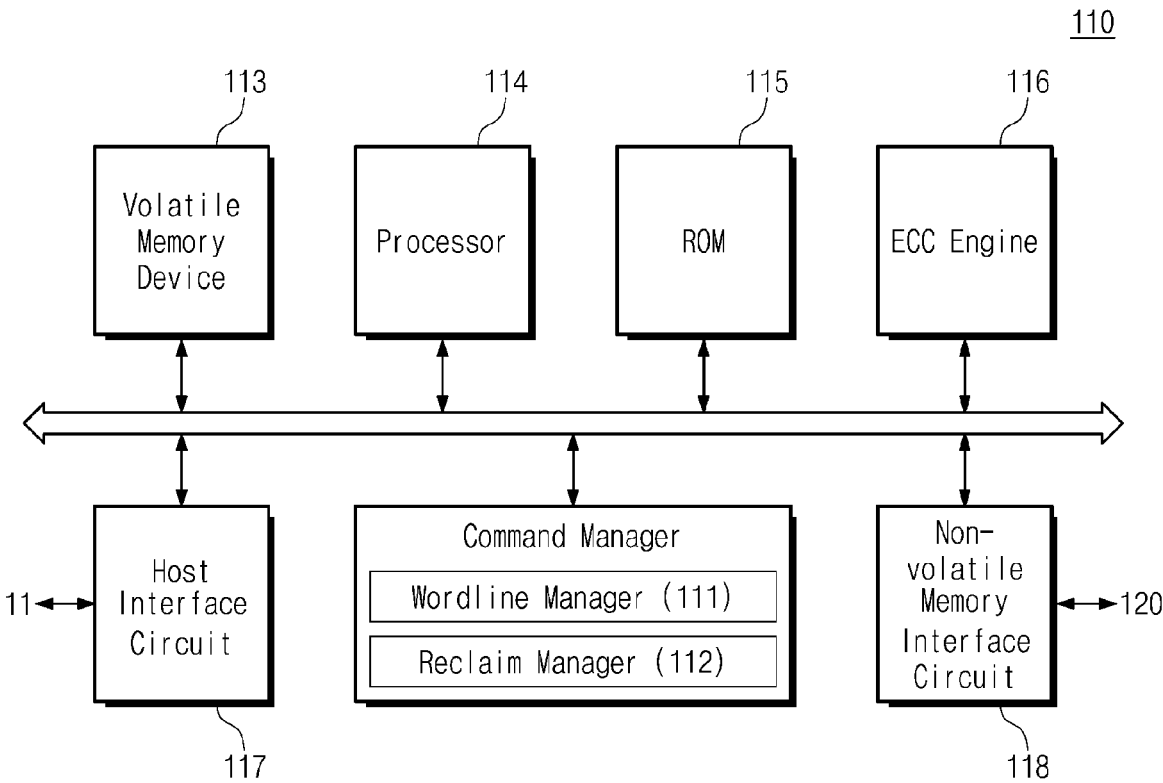 110
113
114
115
116
Volatile
Memory
Device
Processor
ROM
ECC Engine
11
Host
Interface
Circuit
Command Manager
Wordline Manager (111)
Reclaim Manager (112)
Non-
volatile
Memory
Interface
Circuit
120
117
118